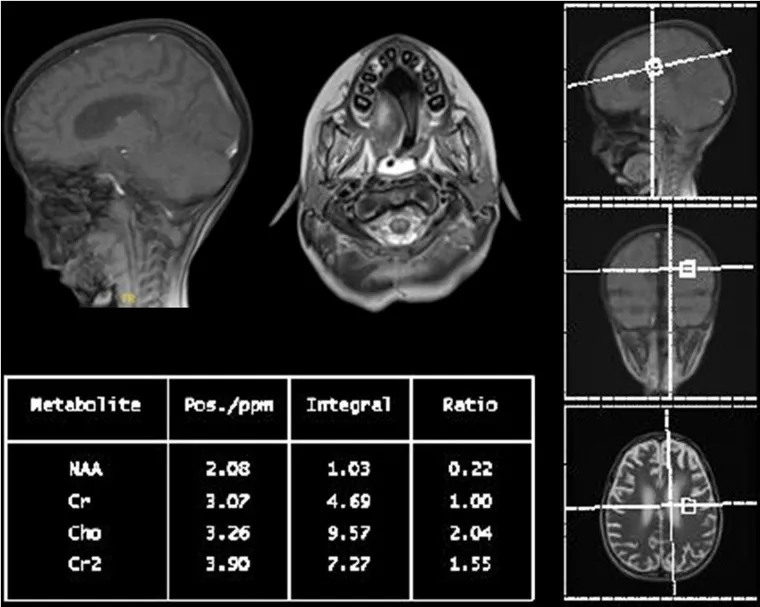 Metabolite Pos./ppm Integral Ratio
NAA 2.08 1.03 0.22
Cr 3.07 4.69 1.00
Cho 3.26 9.57 2.04
Cr2 3.90 7.27 1.55